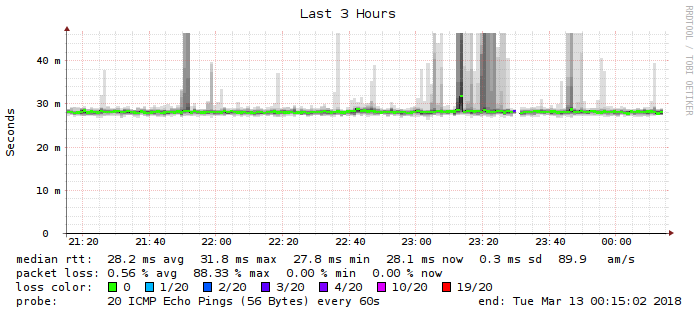 Last 3 Hours
RRDTOOL / TOBI OETIKER
Seconds
40 m
30 m
20 m
10 m
0
21:20 21:40 22:00 22:20 22:40 23:00 23:20 23:40 00:00
median rtt: 28.2 ms avg 31.8 ms max 27.8 ms min 28.1 ms now 0.3 ms sd 89.9 am/s
packet loss: 0.56 % avg 88.33 % max 0.00 % min 0.00 % now
loss color: 0 1/20 2/20 3/20 4/20 10/20 19/20
probe: 20 ICMP Echo Pings (56 Bytes) every 60s end: Tue Mar 13 00:15:02 2018